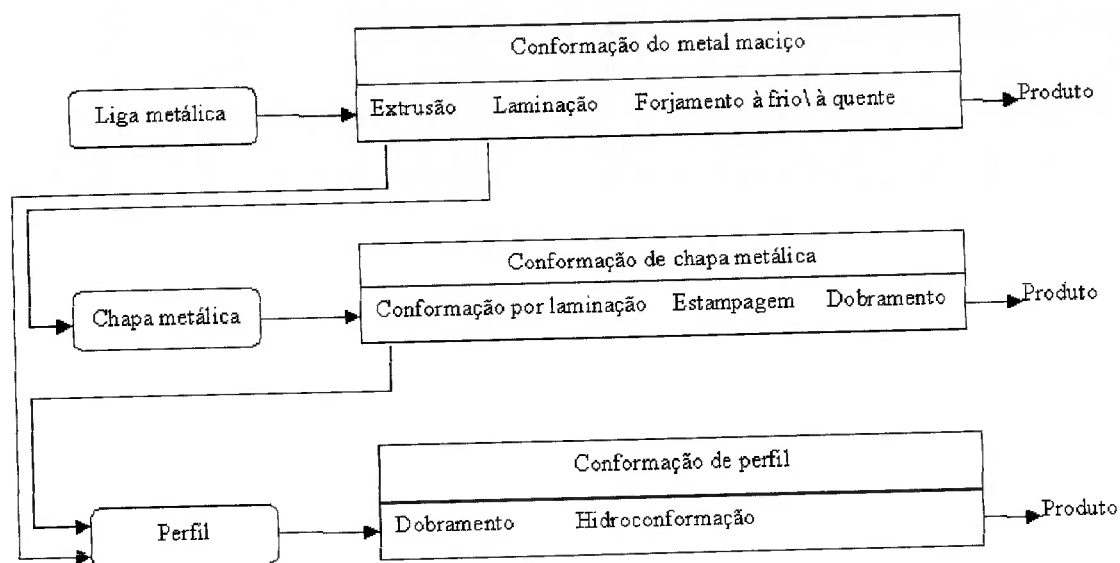 Conformação do metal maciço
Liga metálica
Extrusão Laminação Forjamento à frio\ à quente
Produto
Conformação de chapa metálica
Chapa metálica
Conformação por laminação Estampagem Dobramento
Produto
Conformação de perfil
Perfil
Dobramento Hidroconformação
Produto